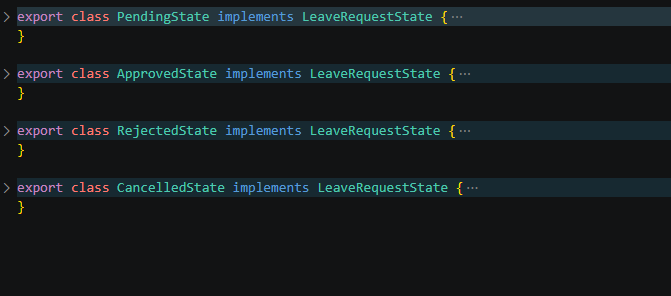 export class PendingState implements LeaveRequestState {···
}
export class ApprovedState implements LeaveRequestState {···
}
export class RejectedState implements LeaveRequestState {···
}
export class CancelledState implements LeaveRequestState {···
}